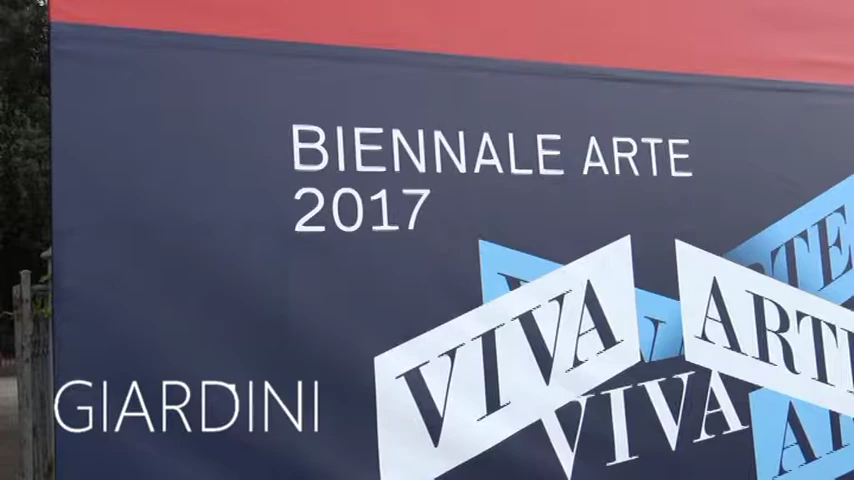 BIENNALE ARTE
2017
VIVA ARTE
VIVA
GIARDINI